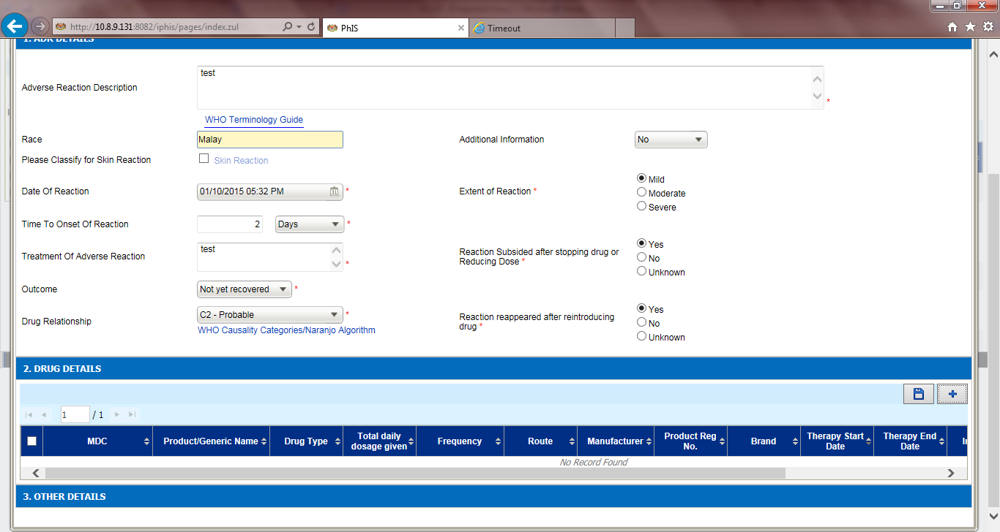 http://10.8.9.131:8082/iphis/pages/index.zul
PhIS
Timeout
1. ADR DETAILS
Adverse Reaction Description
test
*
WHO Terminology Guide
Race
Malay
Additional Information
No
Please Classify for Skin Reaction
Skin Reaction
Date Of Reaction
01/10/2015 05:32 PM
*
Extent of Reaction *
Mild
Moderate
Severe
Time To Onset Of Reaction
2
Days
*
Treatment Of Adverse Reaction
test
*
Reaction Subsided after stopping drug or
Reducing Dose *
Yes
No
Unknown
Outcome
Not yet recovered
*
Drug Relationship
C2 - Probable
*
WHO Causality Categories/Naranjo Algorithm
Reaction reappeared after reintroducing
drug *
Yes
No
Unknown
2. DRUG DETAILS
1
/ 1
MDC
Product/Generic Name
Drug Type
Total daily
dosage given
Frequency
Route
Manufacturer
Product Reg
No.
Brand
Therapy Start
Date
Therapy End
Date
No Record Found
3. OTHER DETAILS